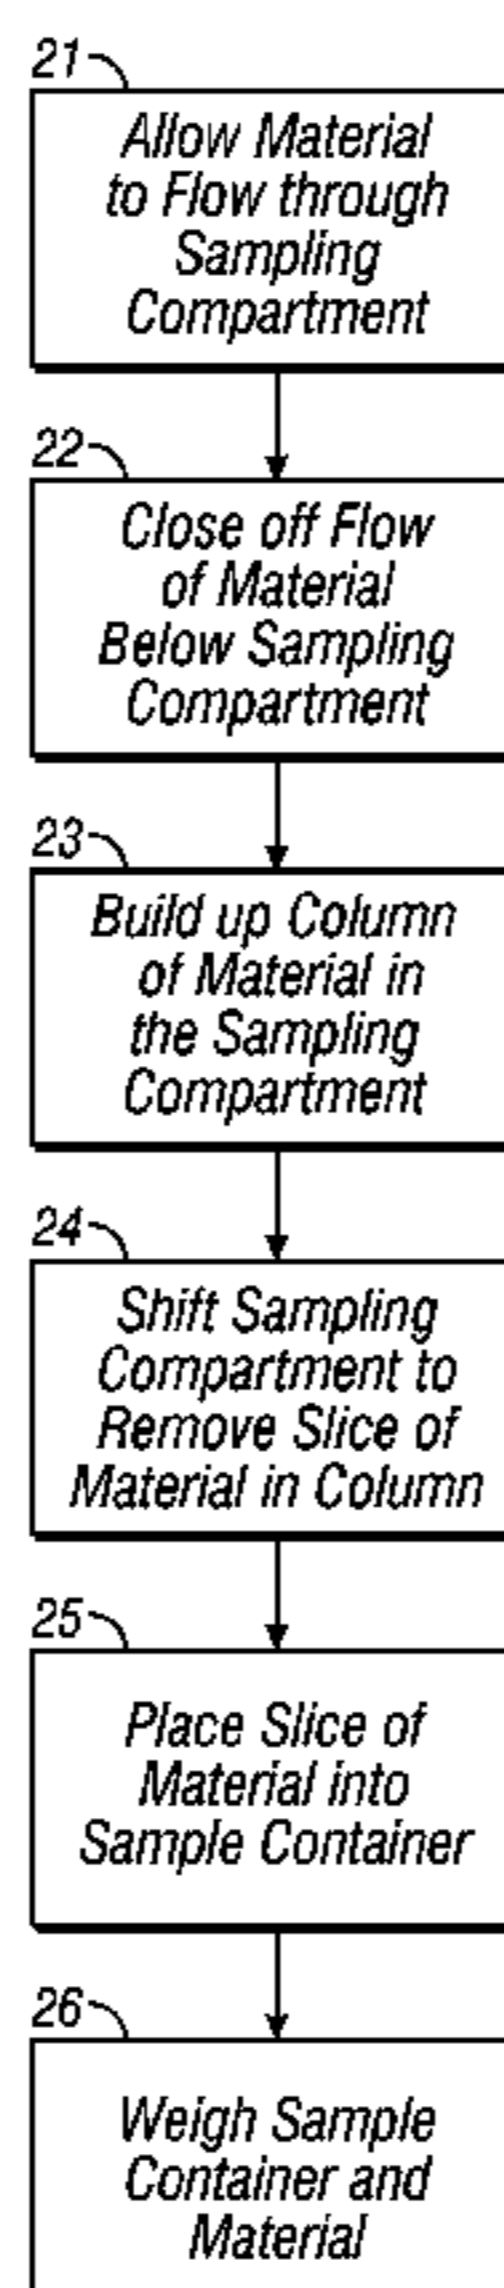 21
Allow Material
to Flow through
Sampling
Compartment
22
Close off Flow
of Material
Below Sampling
Compartment
23
Build up Column
of Material in
the Sampling
Compartment
24
Shift Sampling
Compartment to
Remove Slice of
Material in Column
25
Place Slice of
Material into
Sample Container
26
Weigh Sample
Container and
Material